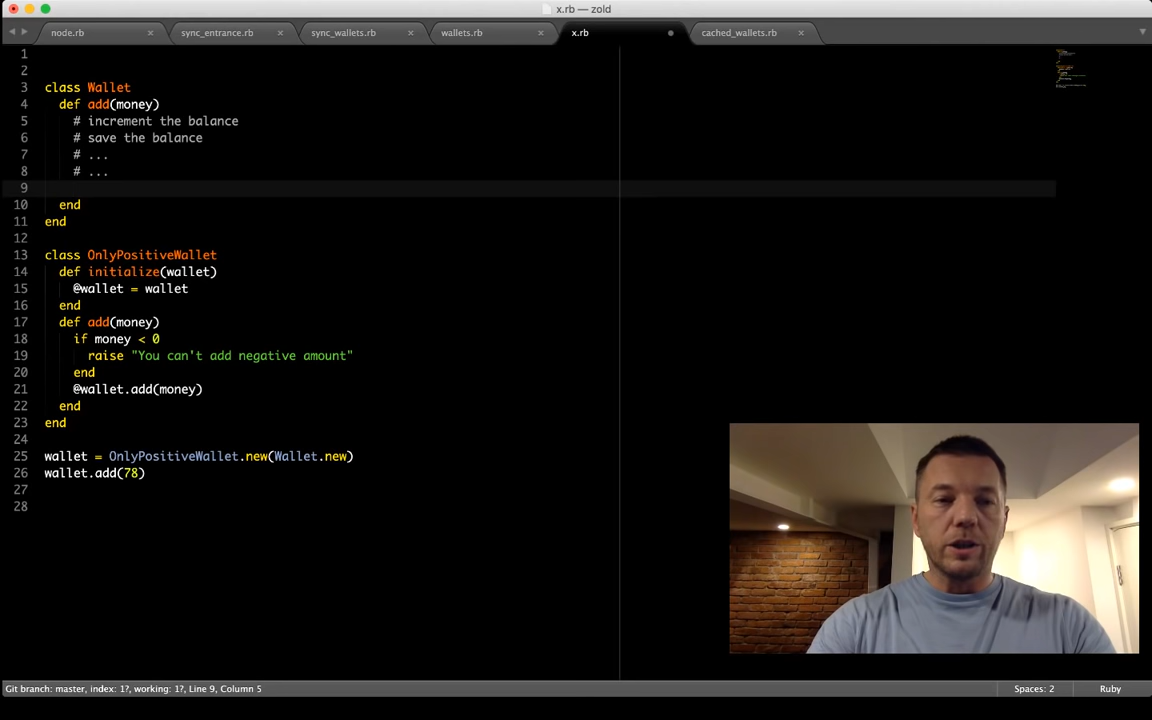 x.rb — zold
node.rb
sync_entrance.rb
sync_wallets.rb
wallets.rb
x.rb
cached_wallets.rb
1
2
3 class Wallet
4 def add(money)
5 # increment the balance
6 # save the balance
7 # ...
8 # ...
9
10 end
11 end
12
13 class OnlyPositiveWallet
14 def initialize(wallet)
15 @wallet = wallet
16 end
17 def add(money)
18 if money < 0
19 raise "You can't add negative amount"
20 end
21 @wallet.add(money)
22 end
23 end
24
25 wallet = OnlyPositiveWallet.new(Wallet.new)
26 wallet.add(78)
27
28
Git branch: master, index: 1?, working: 1?, Line 9, Column 5
Spaces: 2
Ruby